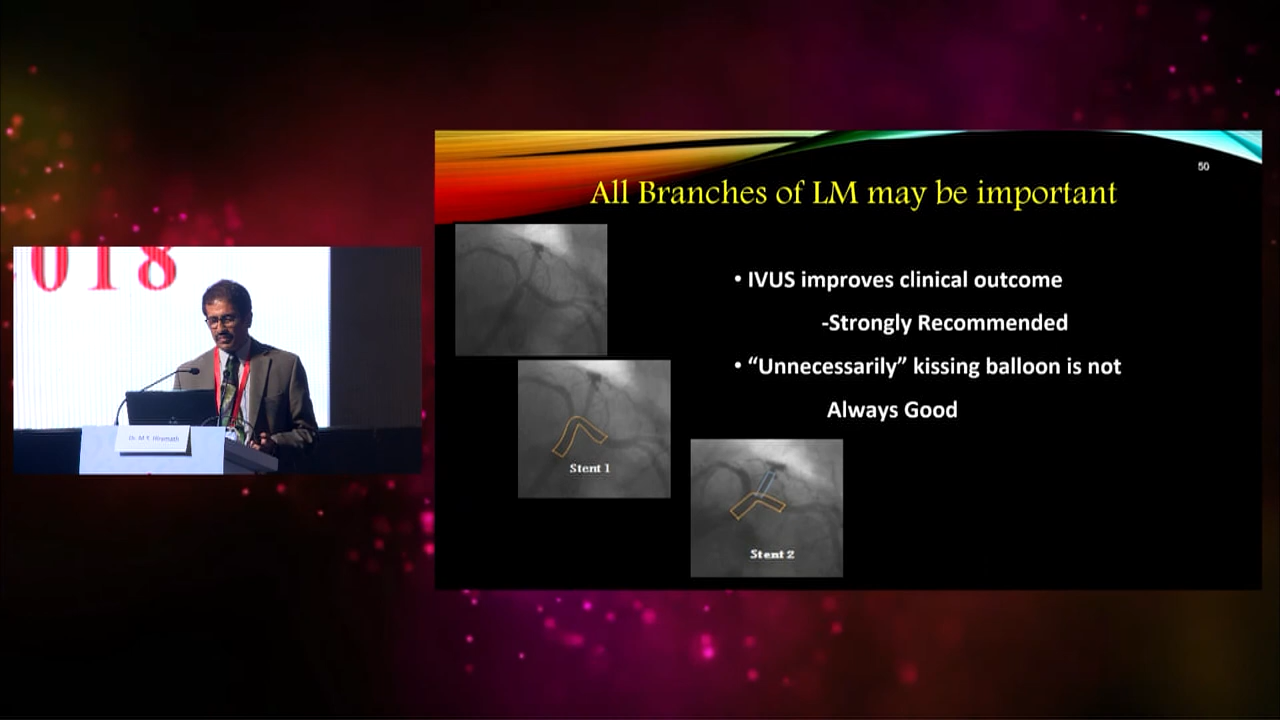 018
Dr. M.Y. Hiremath
50
All Branches of LM may be important
• IVUS improves clinical outcome
-Strongly Recommended
• “Unnecessarily” kissing balloon is not
Always Good
Stent 1
Stent 2